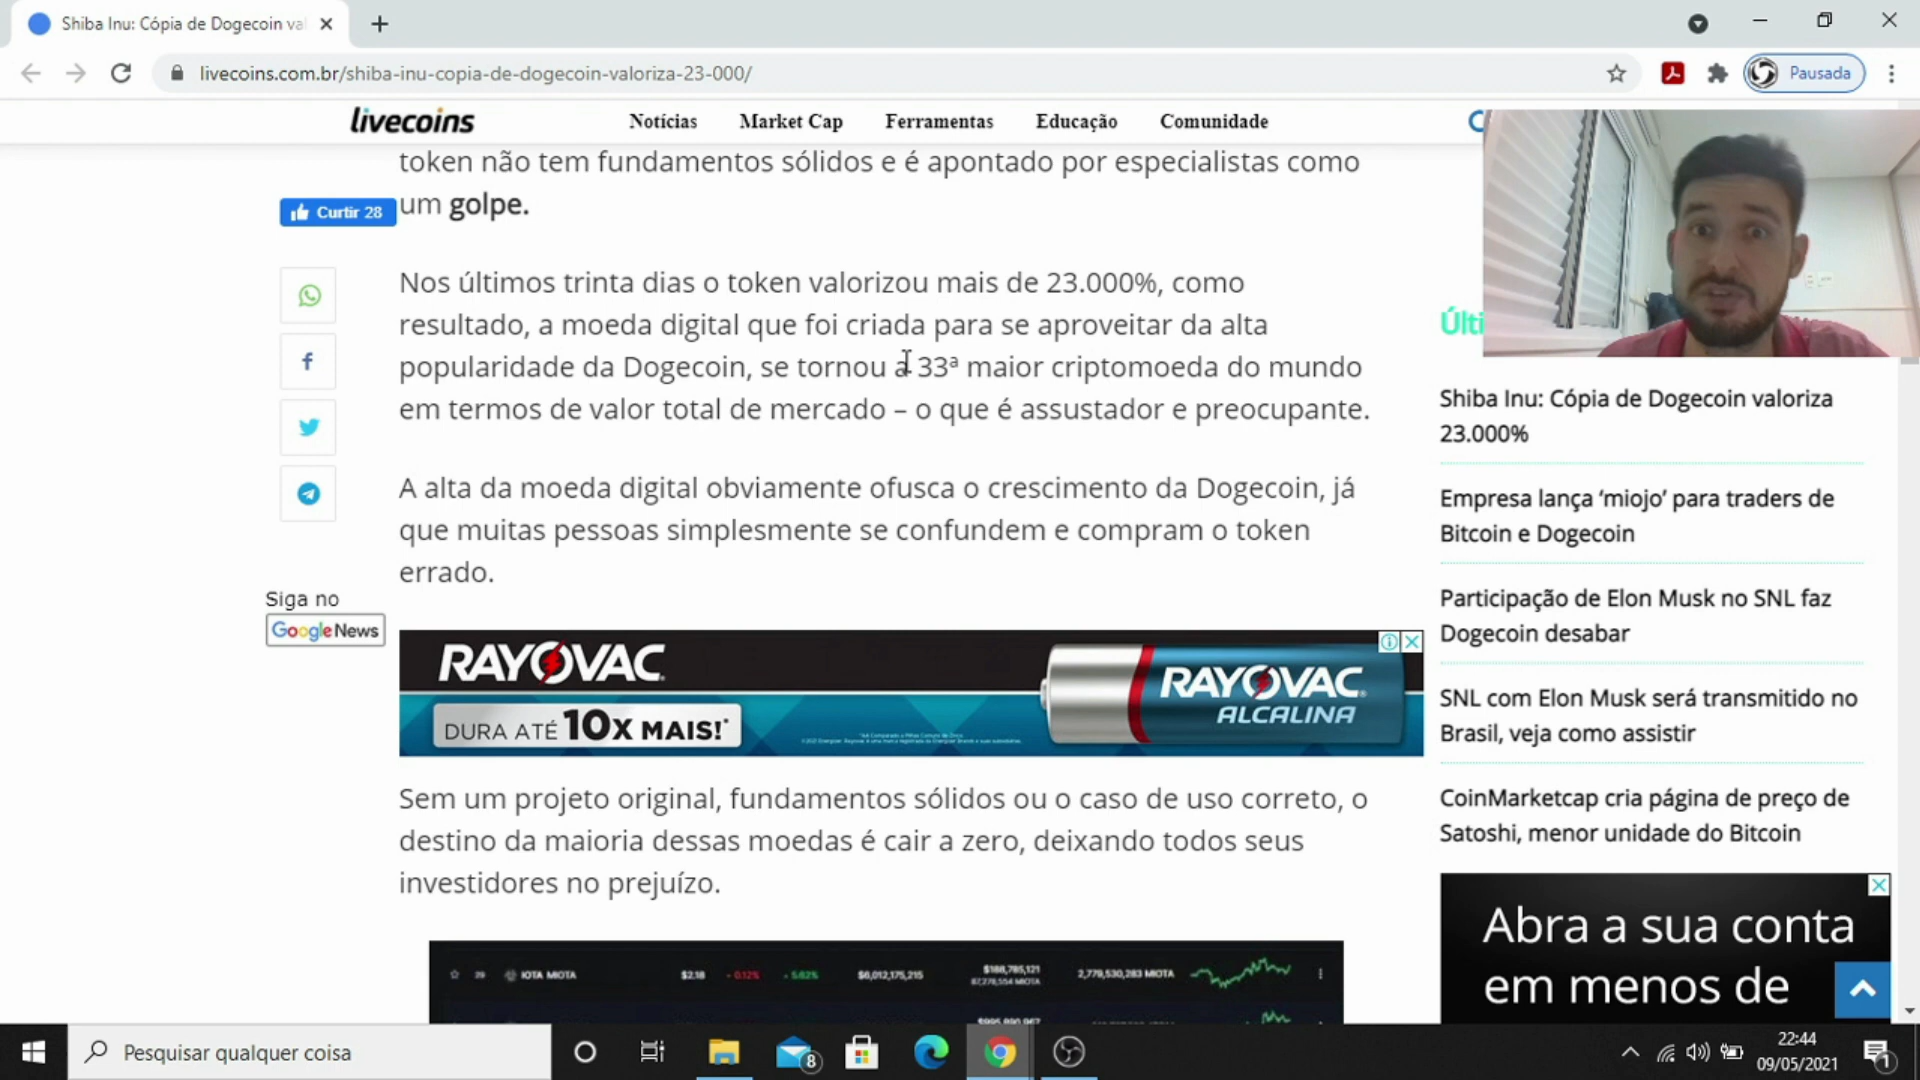 Shiba Inu: Cópia de Dogecoin va
livecoins.com.br/shiba-inu-copia-de-dogecoin-valoriza-23-000/
Pausada
livecoins
Notícias
Market Cap
Ferramentas
Educação
Comunidade
token não tem fundamentos sólidos e é apontado por especialistas como
um golpe.
Curtir 28
Nos últimos trinta dias o token valorizou mais de 23.000%, como
resultado, a moeda digital que foi criada para se aproveitar da alta
popularidade da Dogecoin, se tornou a 33ª maior criptomoeda do mundo
em termos de valor total de mercado – o que é assustador e preocupante.
A alta da moeda digital obviamente ofusca o crescimento da Dogecoin, já
que muitas pessoas simplesmente se confundem e compram o token
errado.
Siga no
Google News
RAYOVAC
DURA ATÉ 10X MAIS!*
RAYOVAC
ALCALINA
Sem um projeto original, fundamentos sólidos ou o caso de uso correto, o
destino da maioria dessas moedas é cair a zero, deixando todos seus
investidores no prejuízo.
29 IOTA MIOTA $2.18 0.12% 5.62% $6,012,175,215 $188,785,121 2,779,530,283 MIOTA
Últi
Shiba Inu: Cópia de Dogecoin valoriza
23.000%
Empresa lança ‘miojo’ para traders de
Bitcoin e Dogecoin
Participação de Elon Musk no SNL faz
Dogecoin desabar
SNL com Elon Musk será transmitido no
Brasil, veja como assistir
CoinMarketcap cria página de preço de
Satoshi, menor unidade do Bitcoin
Abra a sua conta
em menos de
Pesquisar qualquer coisa
8
22:44
09/05/2021
1